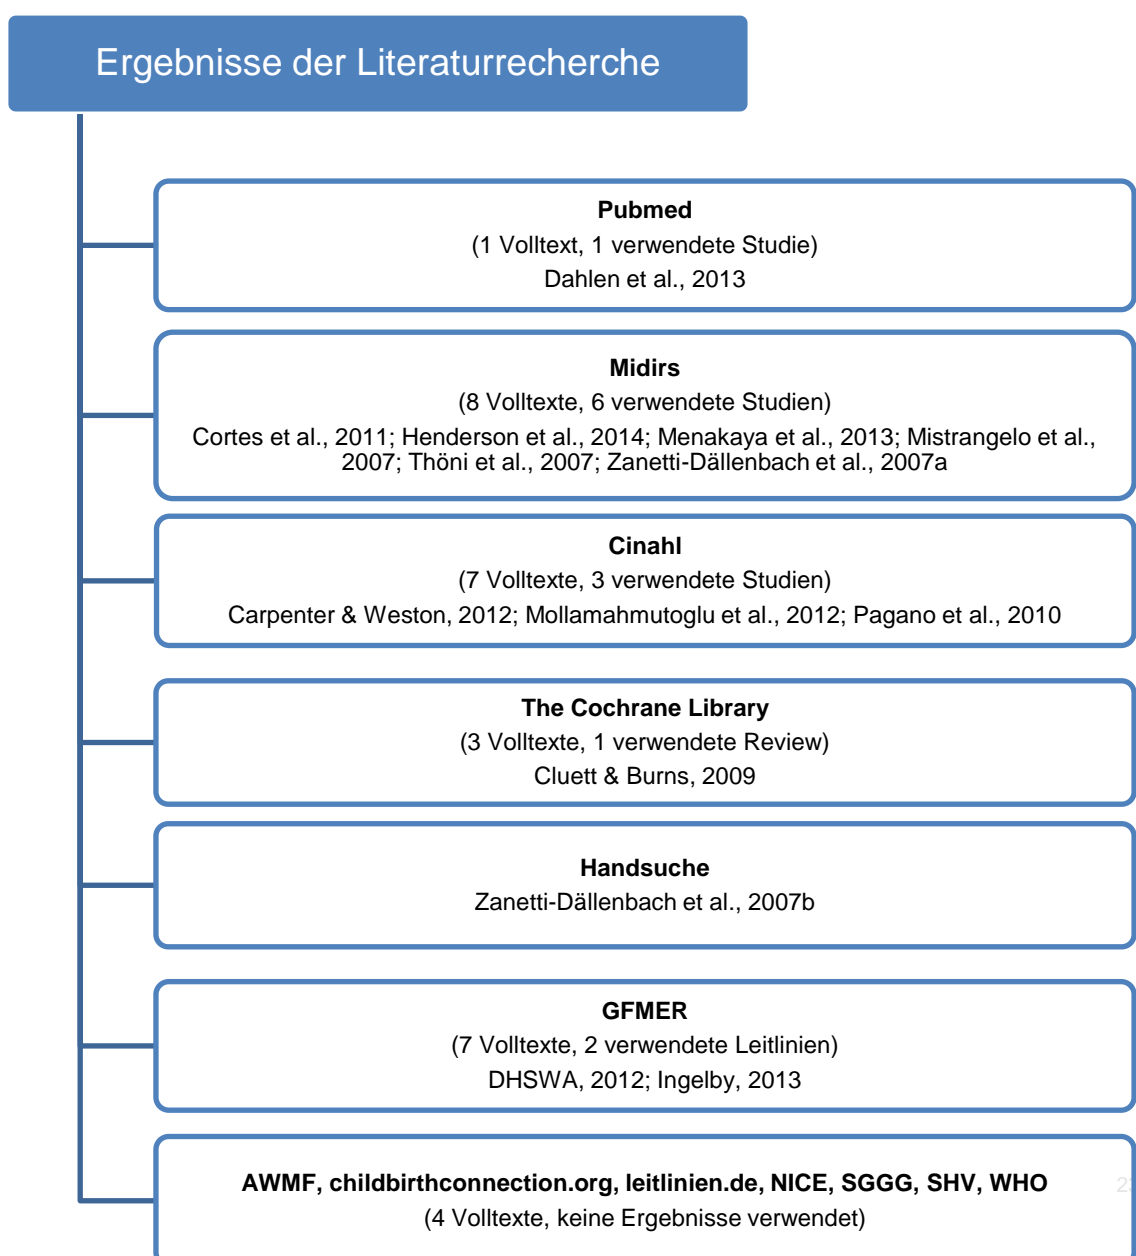 Ergebnisse der Literaturrecherche
Pubmed
(1 Volltext, 1 verwendete Studie)
Dahlen et al., 2013
Midirs
(8 Volltexte, 6 verwendete Studien)
Cortes et al., 2011; Henderson et al., 2014; Menakaya et al., 2013; Mistrangelo et al.,
2007; Thöni et al., 2007; Zanetti-Dällenbach et al., 2007a
Cinahl
(7 Volltexte, 3 verwendete Studien)
Carpenter & Weston, 2012; Mollamahmutoglu et al., 2012; Pagano et al., 2010
The Cochrane Library
(3 Volltexte, 1 verwendete Review)
Cluett & Burns, 2009
Handsuche
Zanetti-Dällenbach et al., 2007b
GFMER
(7 Volltexte, 2 verwendete Leitlinien)
DHSWA, 2012; Ingelby, 2013
AWMF, childbirthconnection.org, leitlinien.de, NICE, SGGG, SHV, WHO
(4 Volltexte, keine Ergebnisse verwendet)